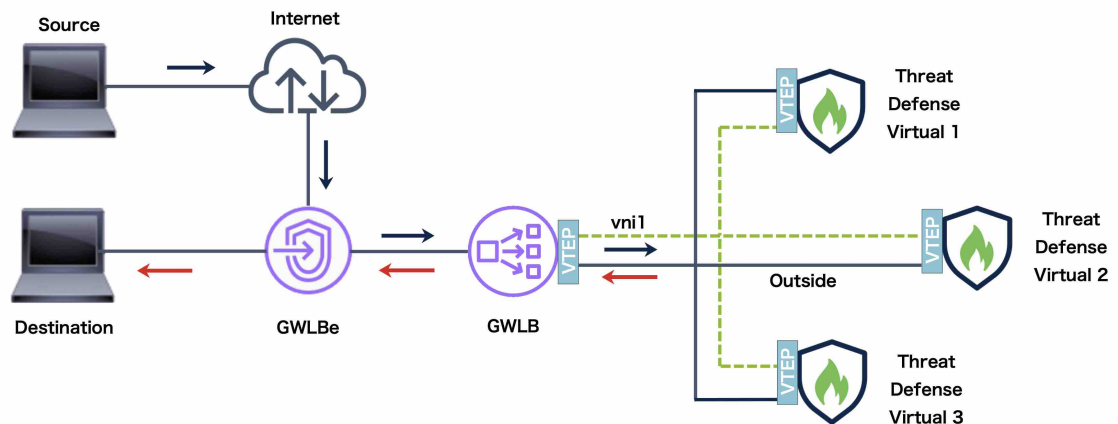 Source
Internet
VTEP
Threat
Defense
Virtual 1
vni1
VTEP
VTEP
Threat
Defense
Virtual 2
Outside
Destination
GWLBe
GWLB
VTEP
Threat
Defense
Virtual 3